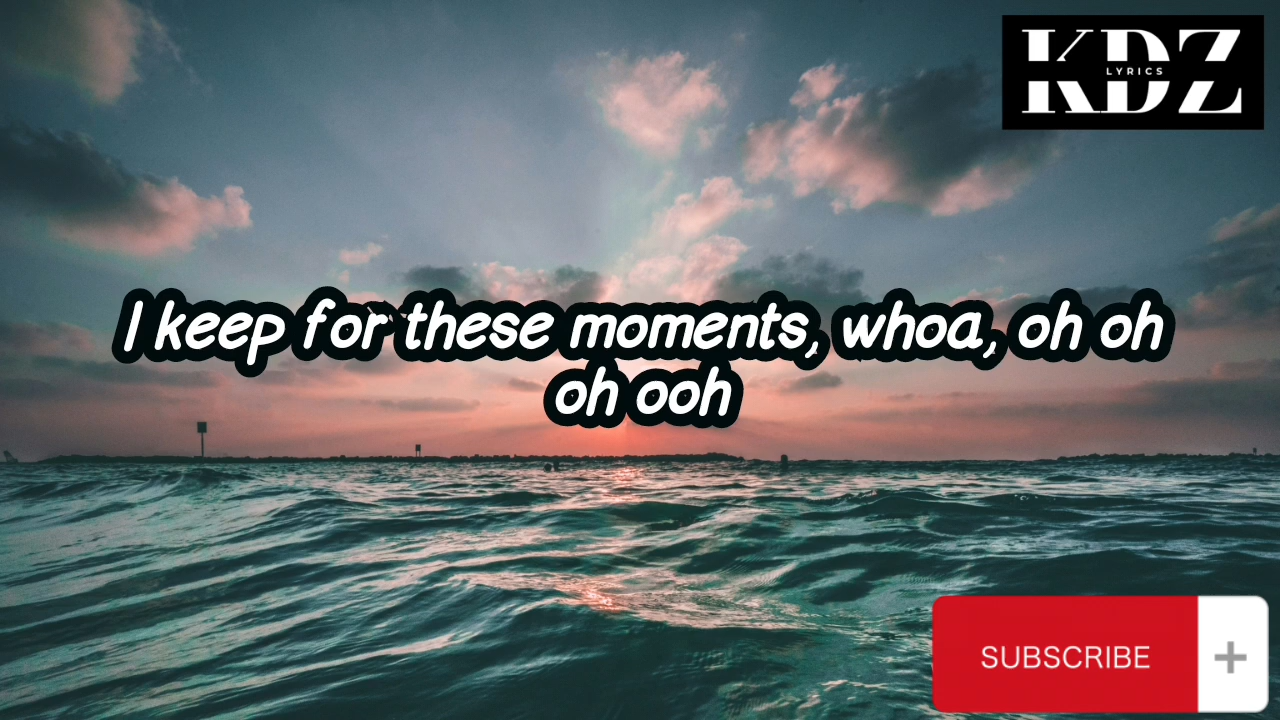 KDZ
LYRICS
I keep for these moments, whoa, oh oh
oh ooh
SUBSCRIBE +